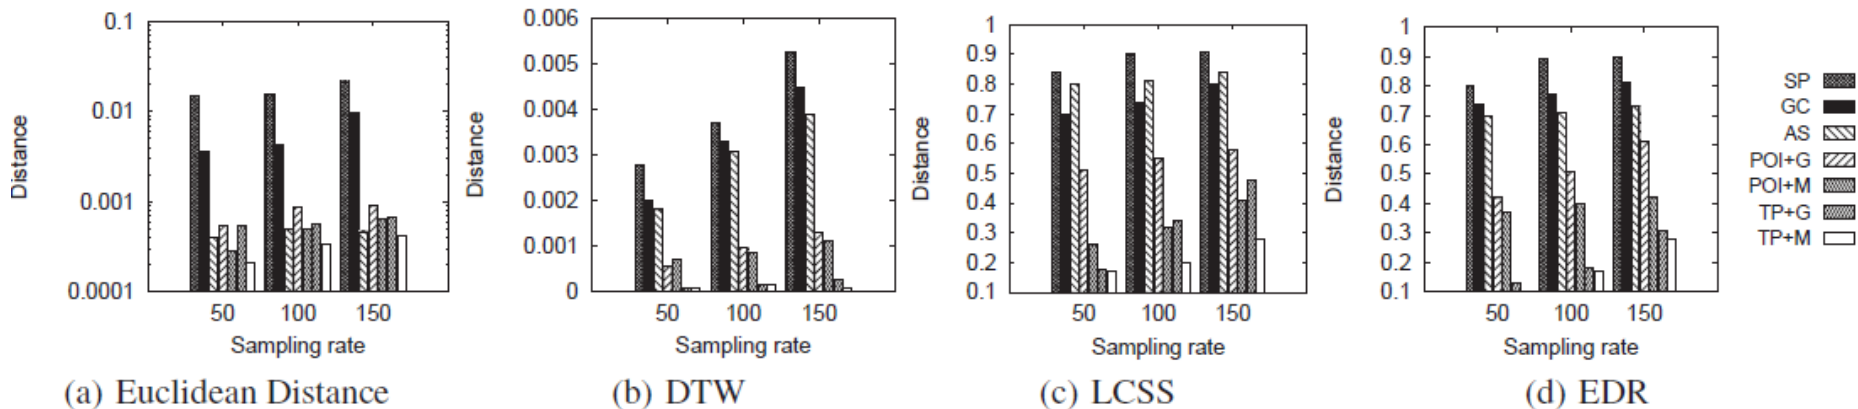 0.1
0.01
0.001
0.0001
Distance
50 100 150
Sampling rate
(a) Euclidean Distance
0.006
0.005
0.004
0.003
0.002
0.001
0
Distance
50 100 150
Sampling rate
(b) DTW
1
0.9
0.8
0.7
0.6
0.5
0.4
0.3
0.2
0.1
Distance
50 100 150
Sampling rate
(c) LCSS
1
0.9
0.8
0.7
0.6
0.5
0.4
0.3
0.2
0.1
Distance
50 100 150
Sampling rate
(d) EDR
SP
GC
AS
POI+G
POI+M
TP+G
TP+M